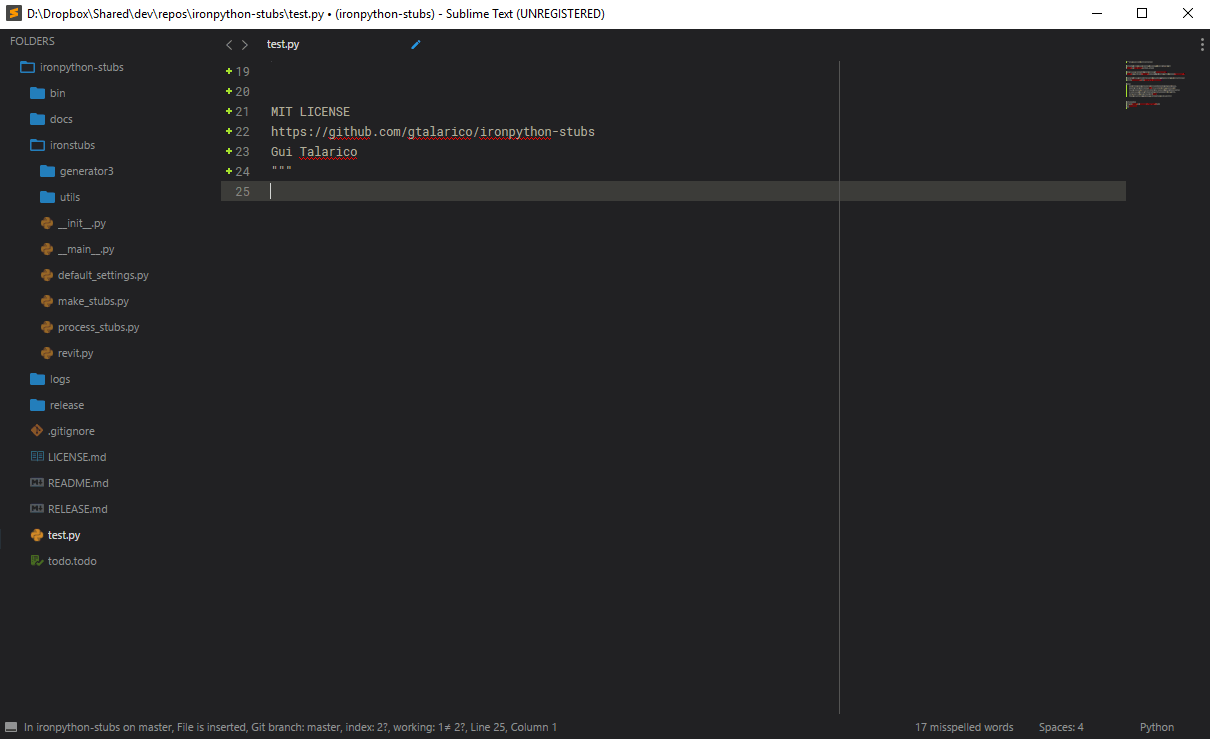 D:\Dropbox\Shared\dev\repos\ironpython-stubs\test.py • (ironpython-stubs) - Sublime Text (UNREGISTERED)
FOLDERS
ironpython-stubs
bin
docs
ironstubs
generator3
utils
__init__.py
__main__.py
default_settings.py
make_stubs.py
process_stubs.py
revit.py
logs
release
.gitignore
LICENSE.md
README.md
RELEASE.md
test.py
todo.todo
test.py
19
20
21 MIT LICENSE
22 https://github.com/gtalarico/ironpython-stubs
23 Gui Talarico
24 """
25
In ironpython-stubs on master, File is inserted, Git branch: master, index: 2?, working: 1≠ 2?, Line 25, Column 1
17 misspelled words
Spaces: 4
Python